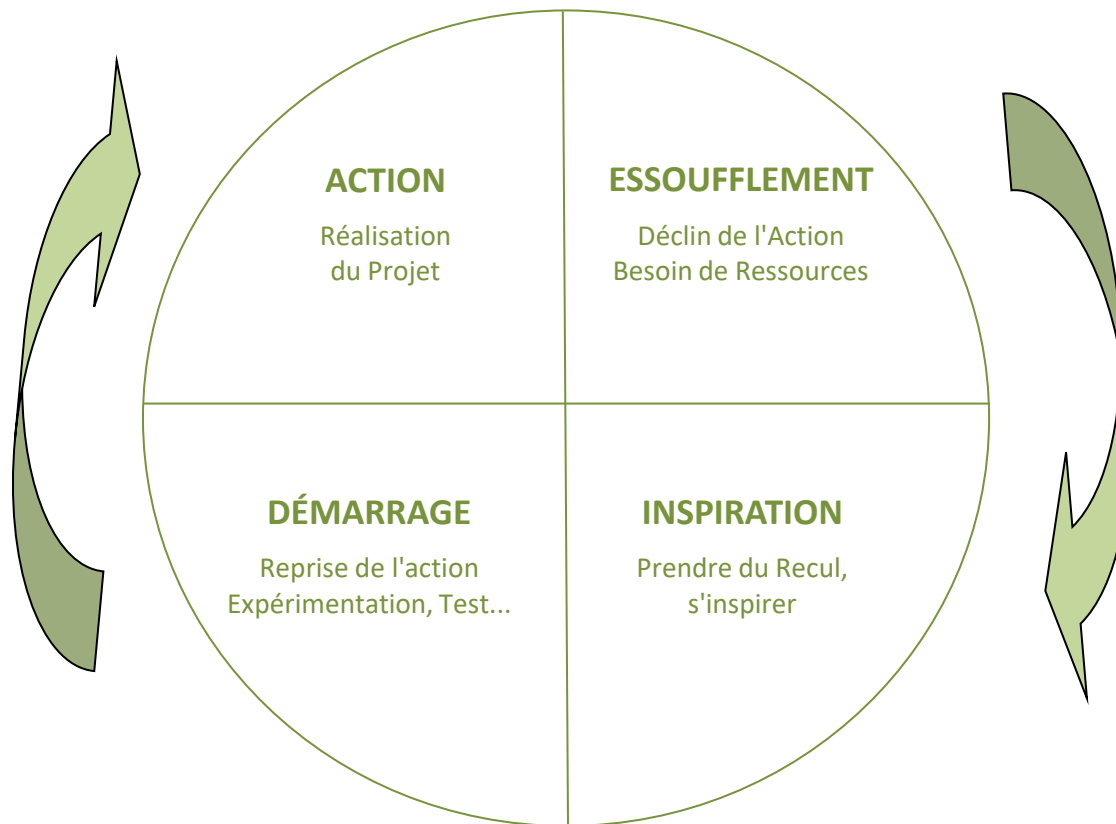 ACTION
Réalisation
du Projet
ESSOUFFLEMENT
Déclin de l'Action
Besoin de Ressources
DÉMARRAGE
Reprise de l'action
Expérimentation, Test...
INSPIRATION
Prendre du Recul,
s'inspirer